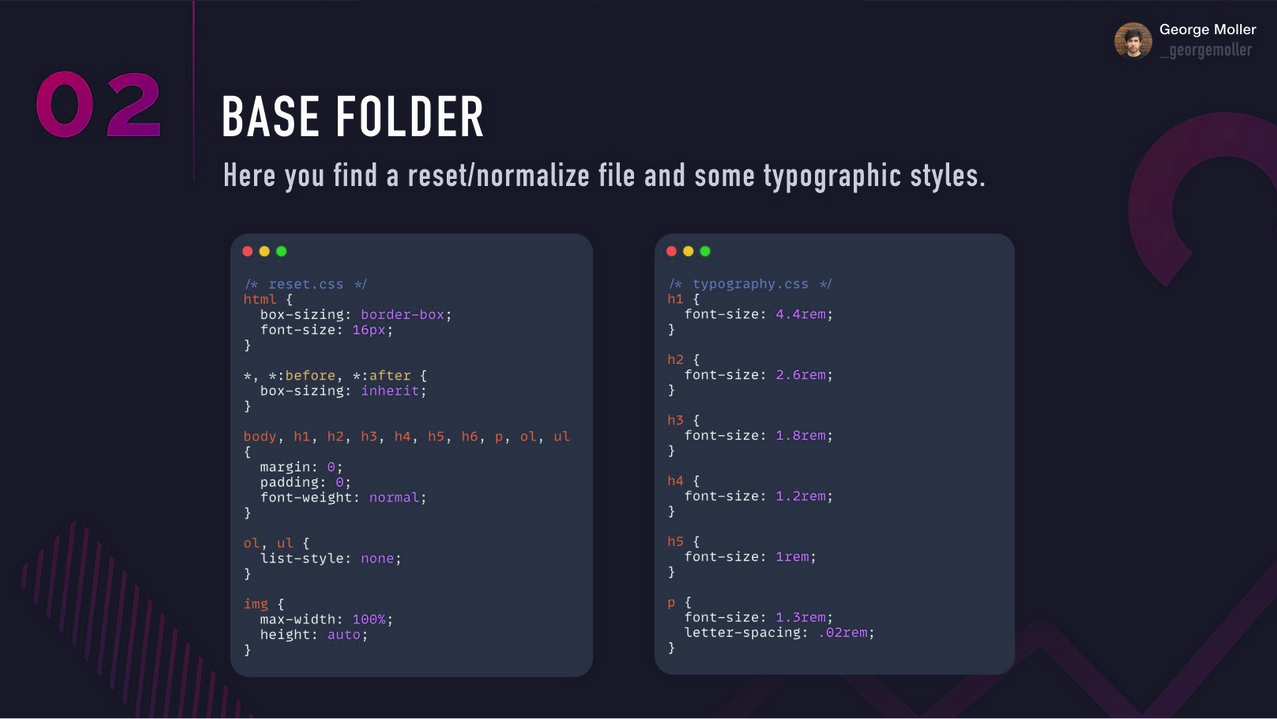 George Moller
_georgemoller
02
BASE FOLDER
Here you find a reset/normalize file and some typographic styles.
/* reset.css */
html {
  box-sizing: border-box;
  font-size: 16px;
}
*, *:before, *:after {
  box-sizing: inherit;
}
body, h1, h2, h3, h4, h5, h6, p, ol, ul
{
  margin: 0;
  padding: 0;
  font-weight: normal;
}
ol, ul {
  list-style: none;
}
img {
  max-width: 100%;
  height: auto;
}
/* typography.css */
h1 {
  font-size: 4.4rem;
}
h2 {
  font-size: 2.6rem;
}
h3 {
  font-size: 1.8rem;
}
h4 {
  font-size: 1.2rem;
}
h5 {
  font-size: 1rem;
}
p {
  font-size: 1.3rem;
  letter-spacing: .02rem;
}